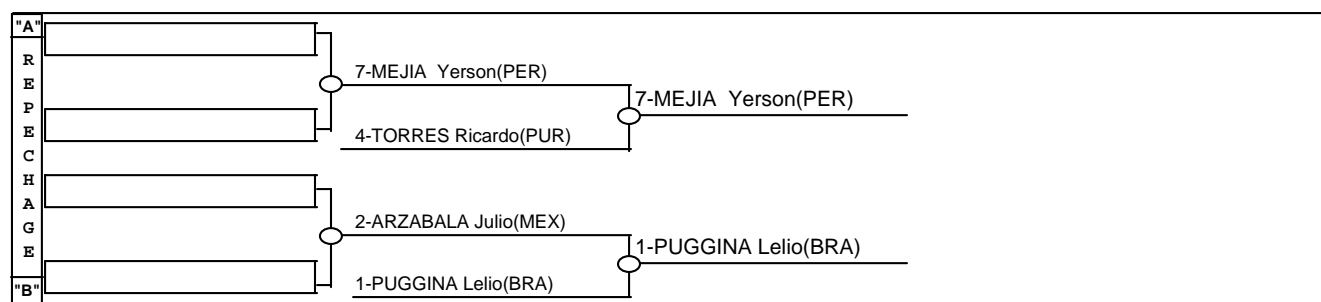 "A"
REPECHAGE
"B"
7-MEJIA  Yerson(PER)
4-TORRES Ricardo(PUR)
7-MEJIA  Yerson(PER)
2-ARZABALA Julio(MEX)
1-PUGGINA Lelio(BRA)
1-PUGGINA Lelio(BRA)